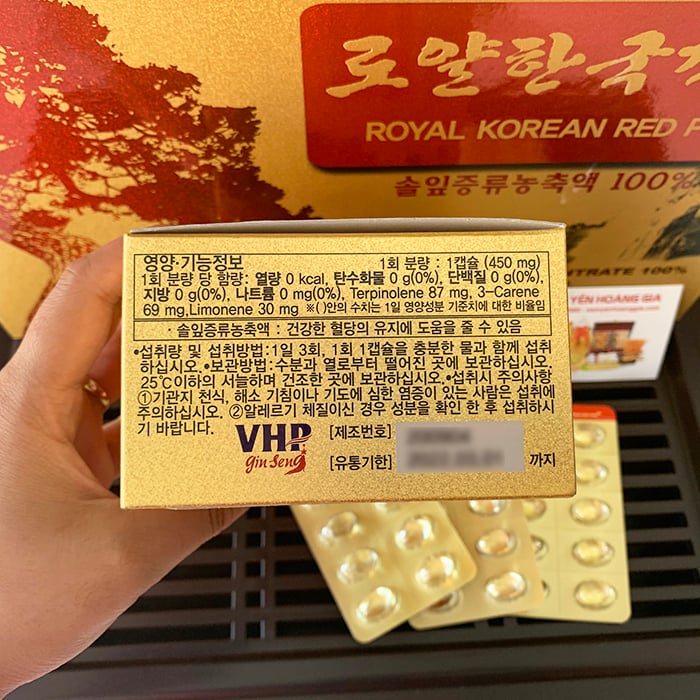 로얄한국
ROYAL KOREAN RED
솔잎증류농축액 100%
NTRATE 100%
영양·기능정보 1회 분량 : 1캡슐 (450 mg)
1회 분량 당 함량: 열량 0 kcal, 탄수화물 0 g(0%), 단백질 0 g(0%),
지방 0 g(0%), 나트륨 0 mg(0%), Terpinolene 87 mg, 3-Carene
69 mg,Limonene 30 mg ※( )안의 수치는 1일 영양성분 기준치에 대한 비율임
· 솔잎증류농축액 : 건강한 혈당의 유지에 도움을 줄 수 있음
•섭취량 및 섭취방법:1일 3회, 1회 1캡슐을 충분한 물과 함께 섭취
하십시오.•보관방법:수분과 열로부터 떨어진 곳에 보관하십시오.
25℃이하의 서늘하며 건조한 곳에 보관하십시오.•섭취시 주의사항
①기관지 천식, 해소 기침이나 기도에 심한 염증이 있는 사람은 섭취에
주의하십시오. ②알레르기 체질이신 경우 성분을 확인 한 후 섭취하시
기 바랍니다.
VHP
ginseng
[제조번호]
[유통기한] 까지
YẾN HOÀNG GIA